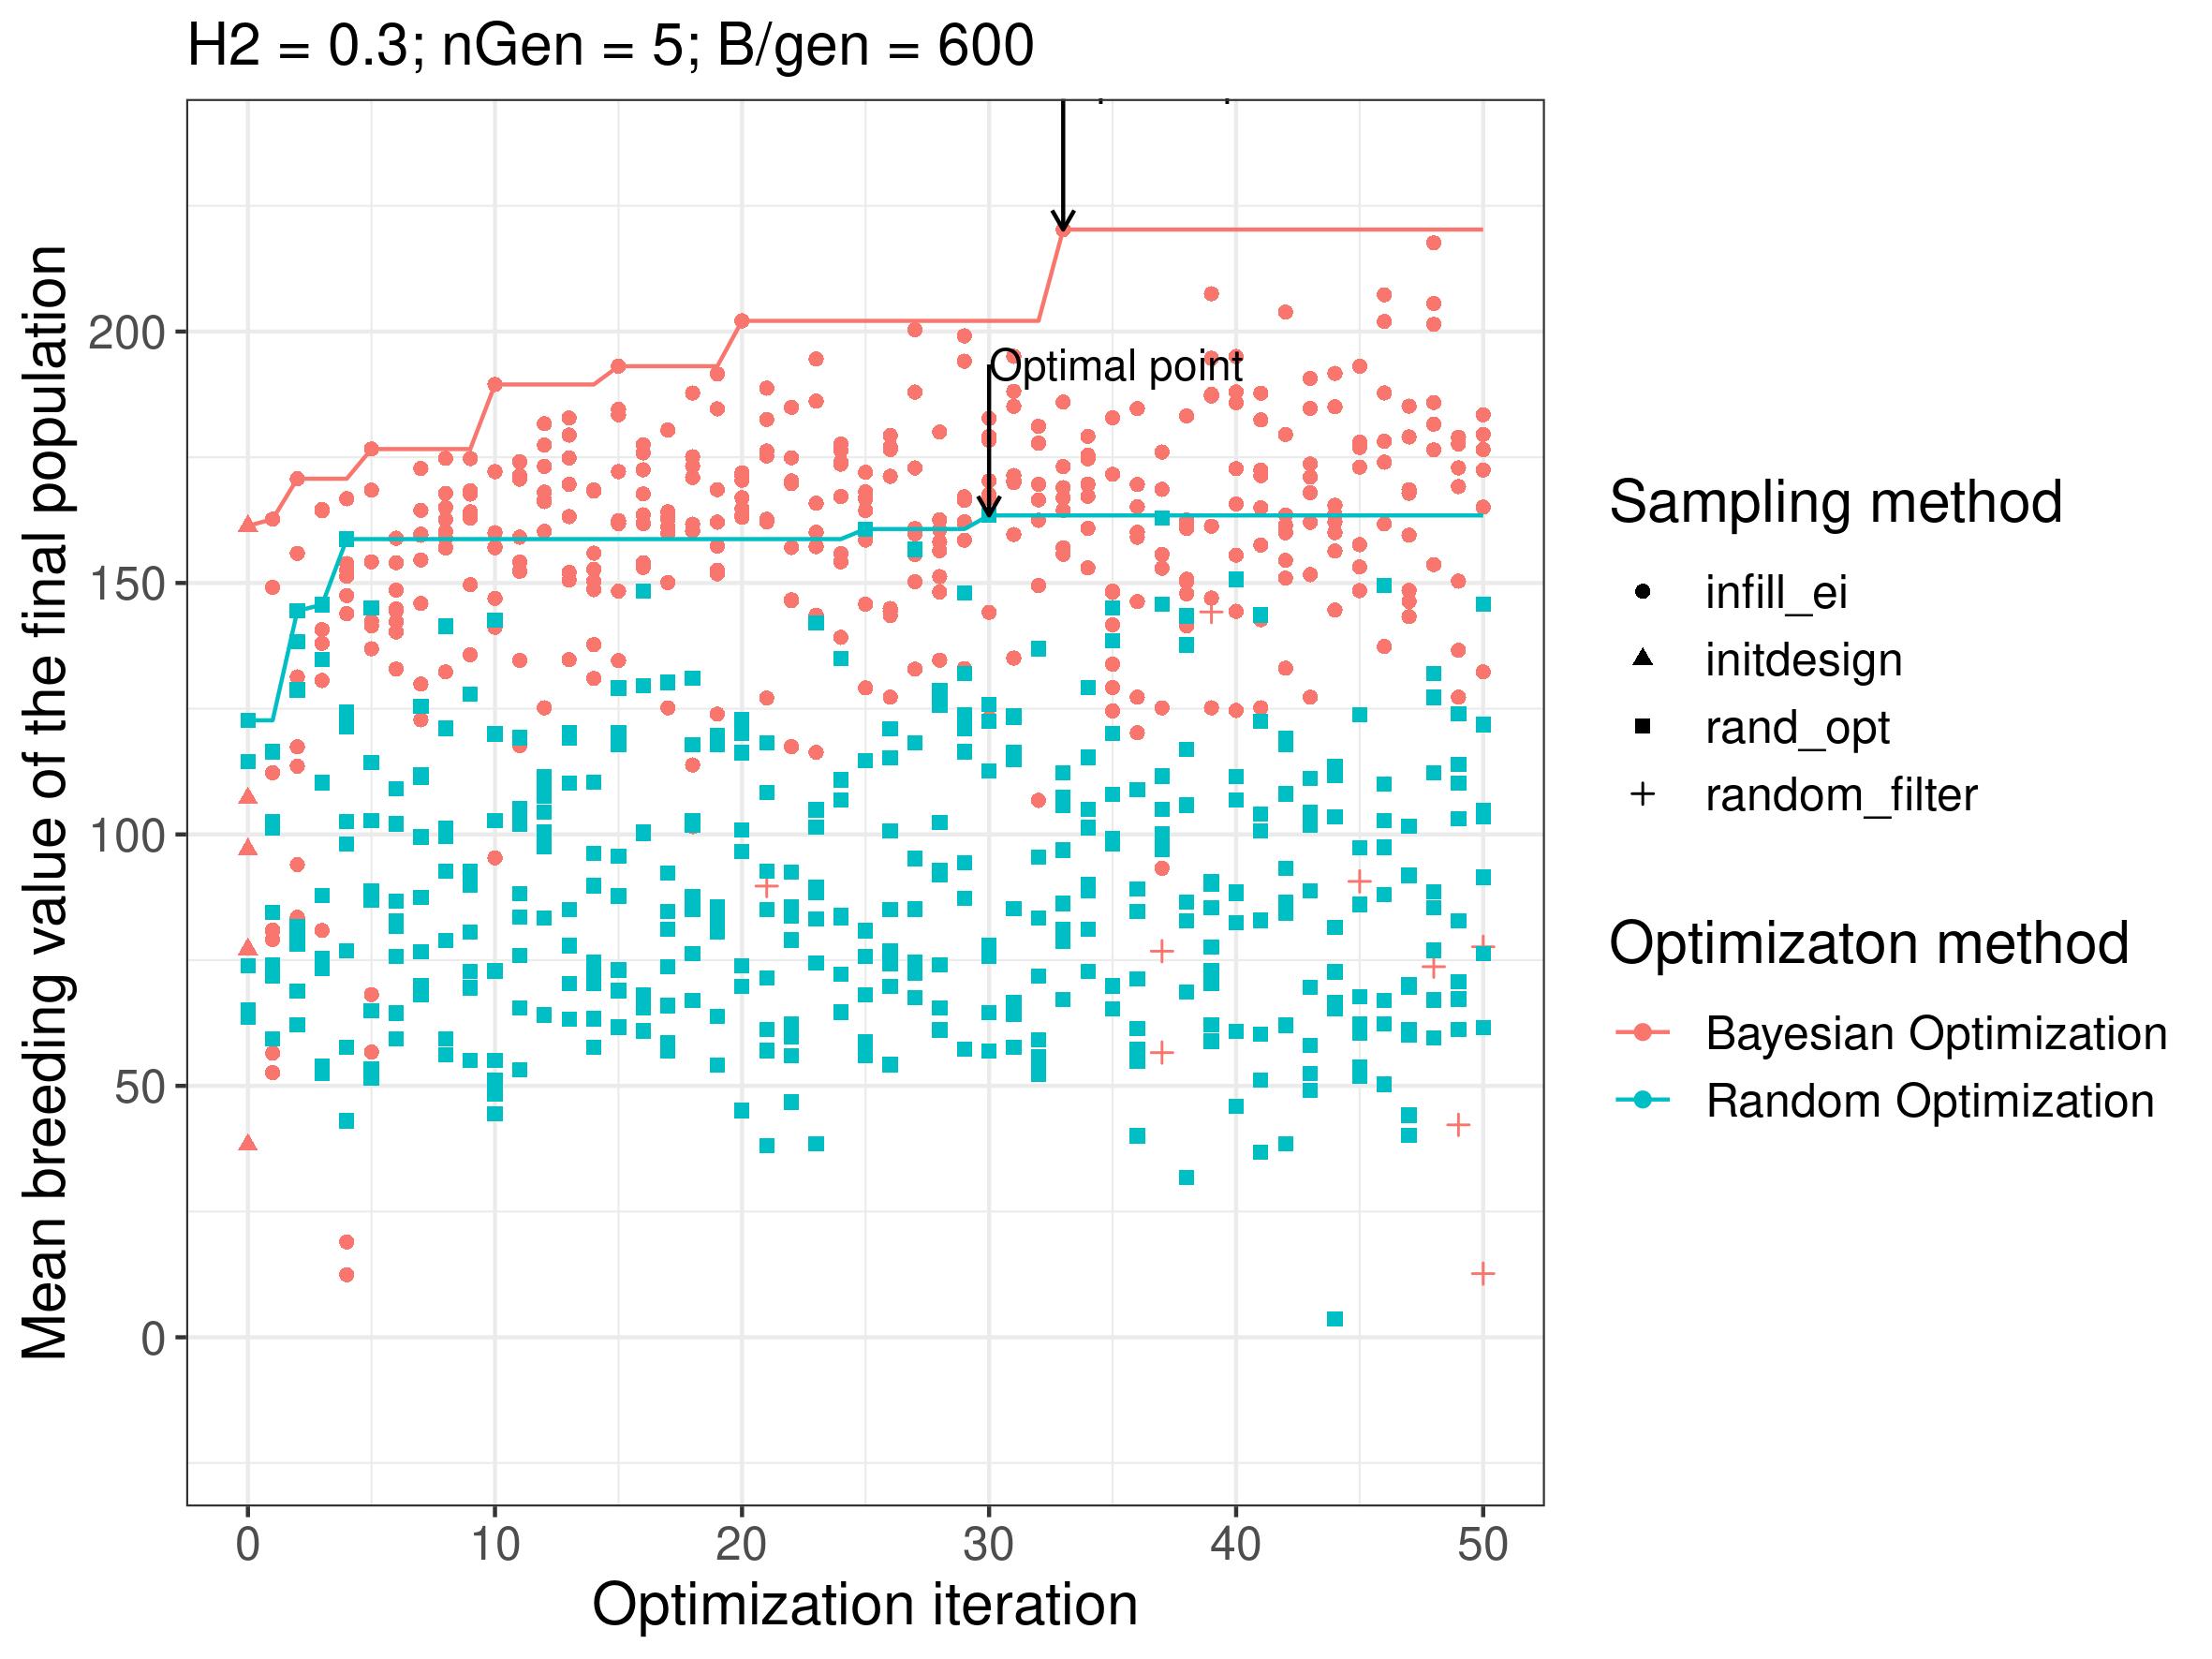 H2 = 0.3; nGen = 5; B/gen = 600
Mean breeding value of the final population
200
150
100
50
0
Optimal point
0 10 20 30 40 50
Optimization iteration
Sampling method
infill_ei
initdesign
rand_opt
random_filter
Optimizaton method
Bayesian Optimization
Random Optimization